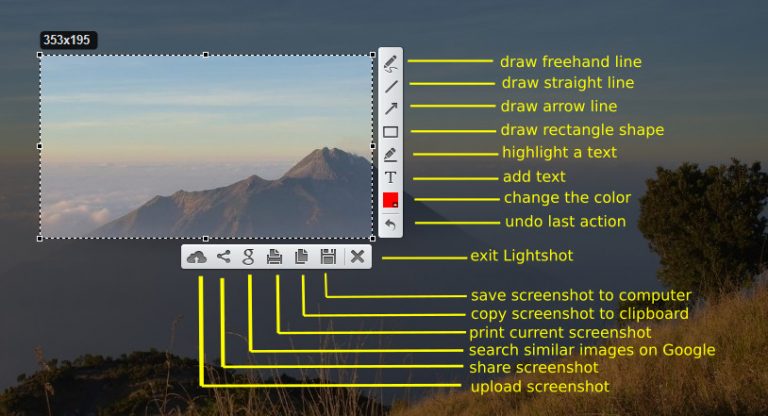 353x195
draw freehand line
draw straight line
draw arrow line
draw rectangle shape
highlight a text
T
add text
change the color
undo last action
g
exit Lightshot
save screenshot to computer
copy screenshot to clipboard
print current screenshot
search similar images on Google
share screenshot
upload screenshot